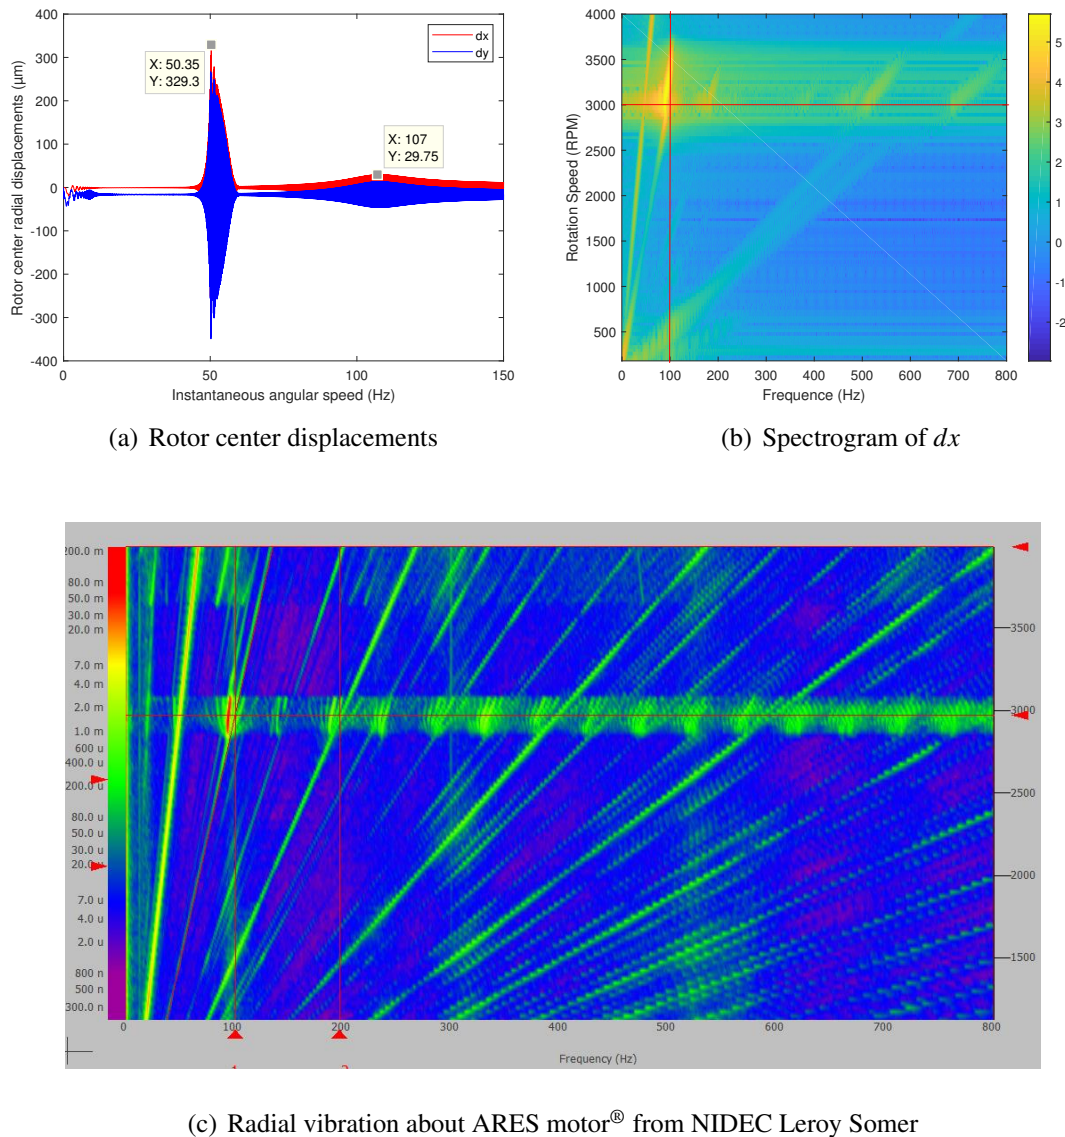 400
300
200
100
0
-100
-200
-300
-400
Rotor center radial displacements (µm)
dx
dy
X: 50.35
Y: 329.3
X: 107
Y: 29.75
0 50 100 150
Instantaneous angular speed (Hz)
(a) Rotor center displacements
4000
3500
3000
2500
2000
1500
1000
500
Rotation Speed (RPM)
0 100 200 300 400 500 600 700 800
Frequence (Hz)
5
4
3
2
1
0
-1
-2
(b) Spectrogram of dx
200.0 m
80.0 m
50.0 m
30.0 m
20.0 m
7.0 m
4.0 m
2.0 m
1.0 m
600 u
400.0 u
200.0 u
80.0 u
50.0 u
30.0 u
20.0 u
7.0 u
4.0 u
2.0 u
800 n
500 n
300.0 n
3500
3000
2500
2000
1500
0 100 200 300 400 500 600 700 800
Frequency (Hz)
(c) Radial vibration about ARES motor® from NIDEC Leroy Somer